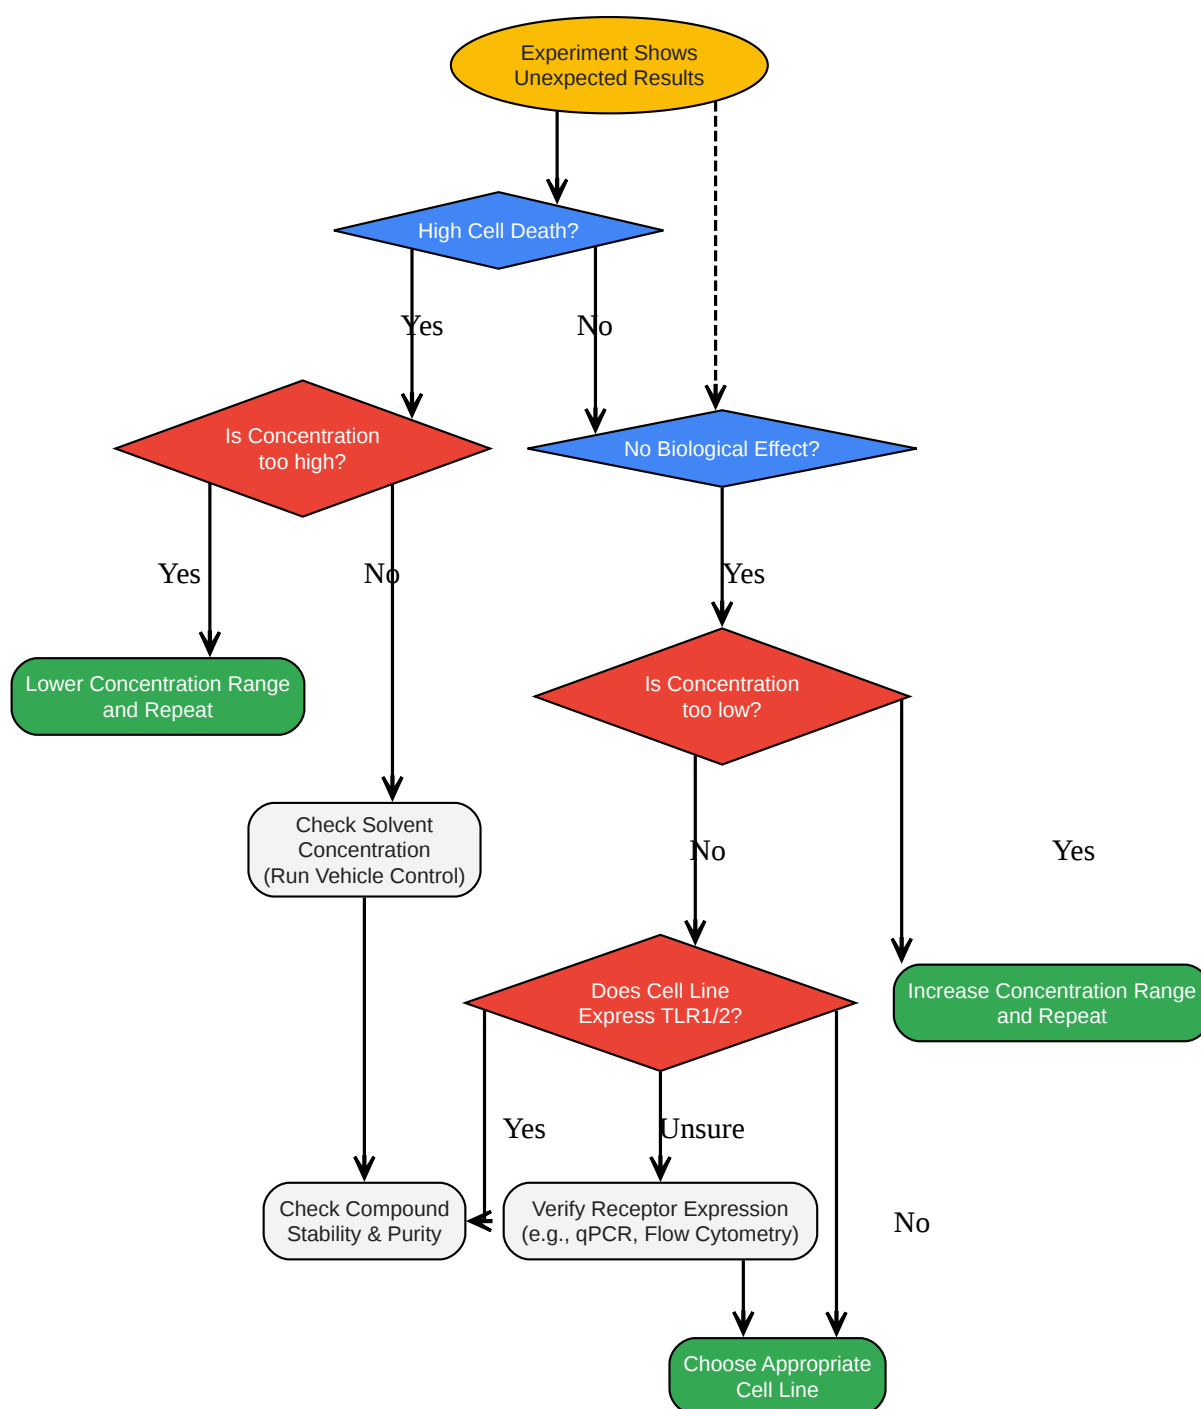 Experiment Shows
Unexpected Results
High Cell Death?
Yes
No
Is Concentration
too high?
No Biological Effect?
Yes
No
Yes
Lower Concentration Range
and Repeat
Is Concentration
too low?
Check Solvent
Concentration
(Run Vehicle Control)
No
Yes
Does Cell Line
Express TLR1/2?
Increase Concentration Range
and Repeat
Yes
Unsure
No
Check Compound
Stability & Purity
Verify Receptor Expression
(e.g., qPCR, Flow Cytometry)
Choose Appropriate
Cell Line